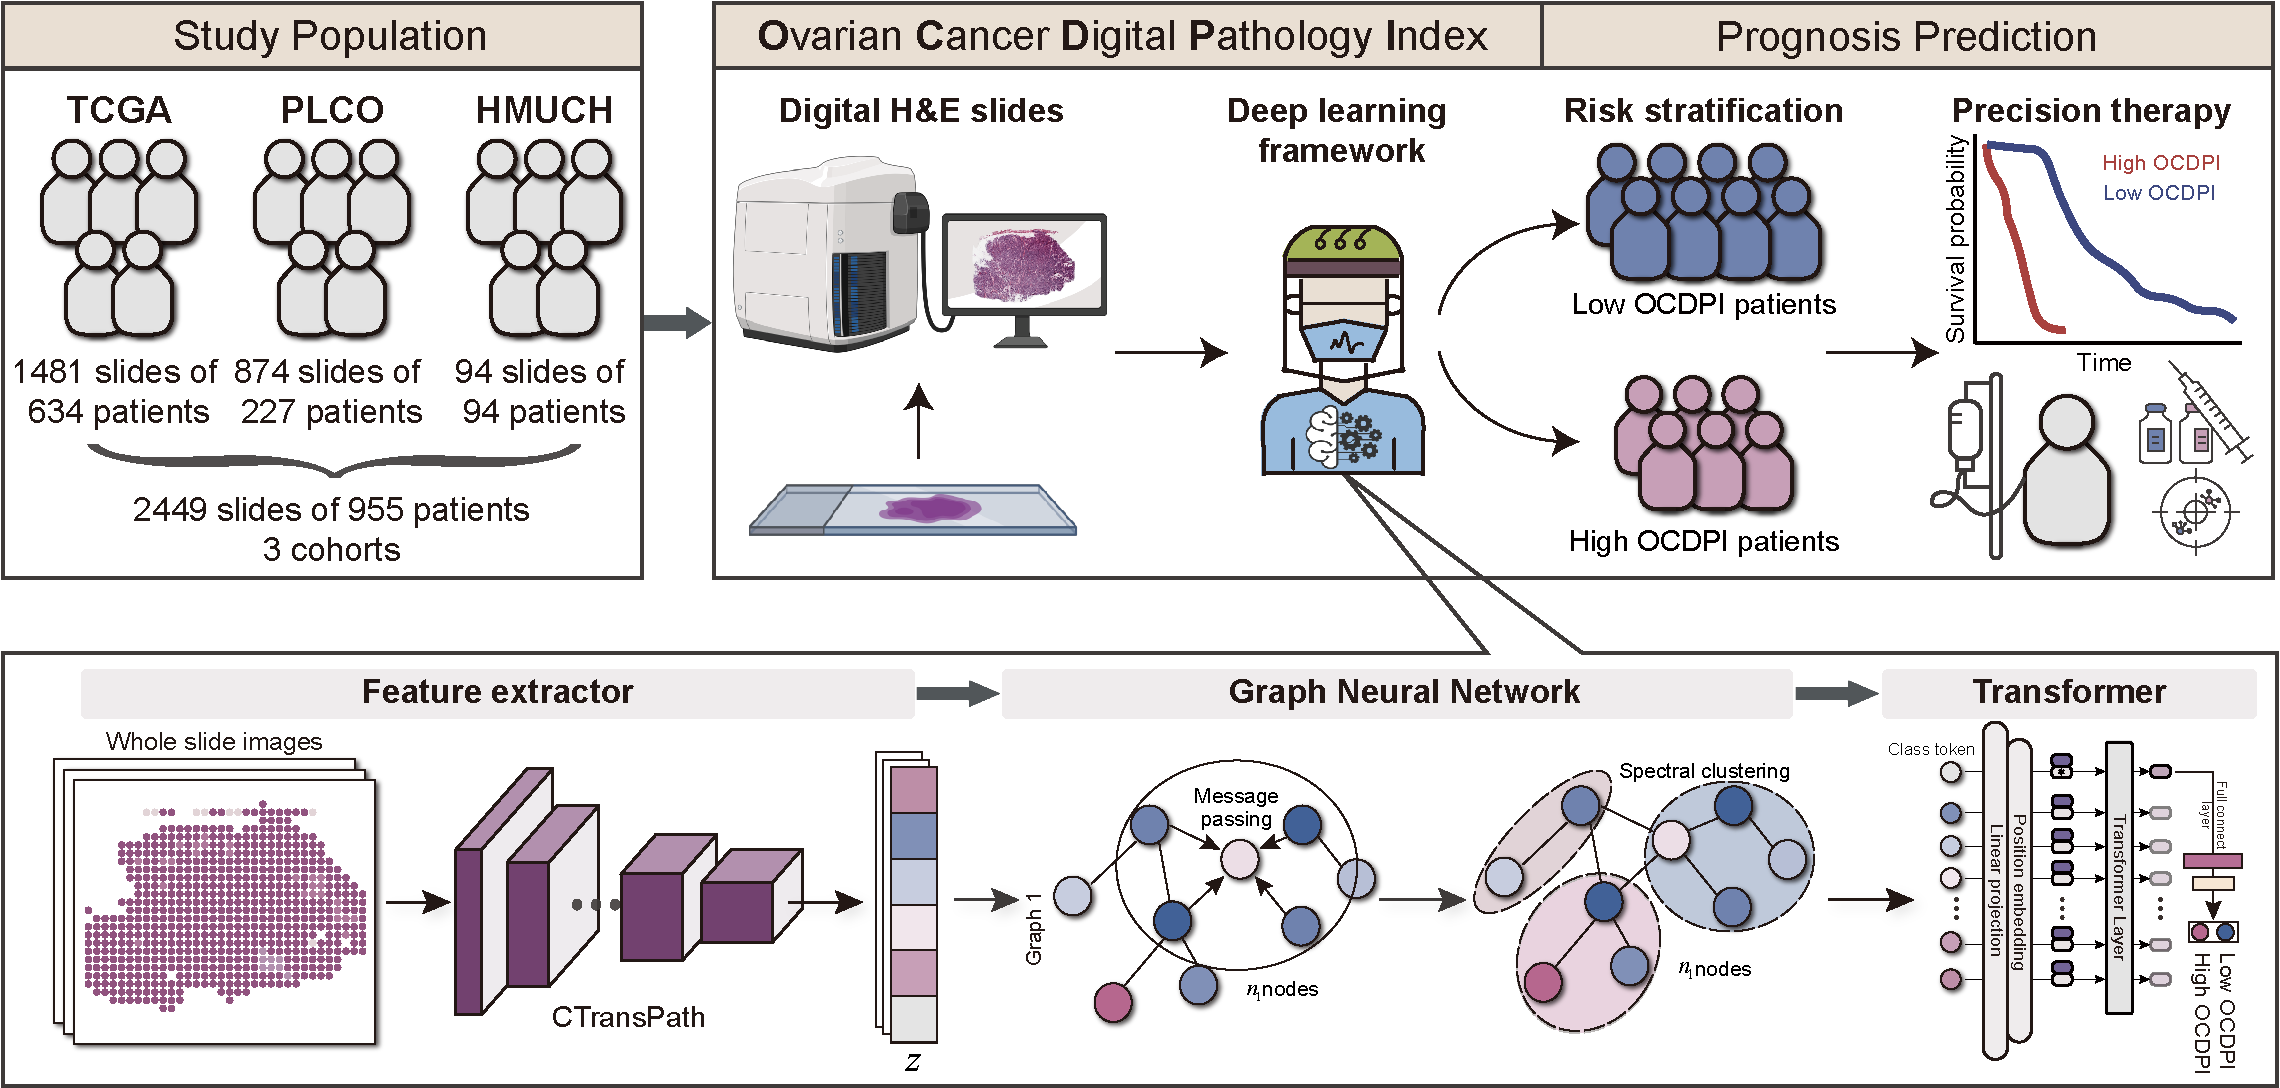 Study Population
TCGA
PLCO
HMUCH
1481 slides of
634 patients
874 slides of
227 patients
94 slides of
94 patients
2449 slides of 955 patients
3 cohorts
Ovarian Cancer Digital Pathology Index
Digital H&E slides
Deep learning
framework
Prognosis Prediction
Risk stratification
Low OCDPI patients
High OCDPI patients
Precision therapy
Survival probability
High OCDPI
Low OCDPI
Time
Feature extractor
Whole slide images
CTransPath
z
Graph Neural Network
Graph 1
Message
passing
n1 nodes
Spectral clustering
n1 nodes
Transformer
Class token
Linear projection
Position embedding
Transformer Layer
Full connect
layer
Low OCDPI
High OCDPI